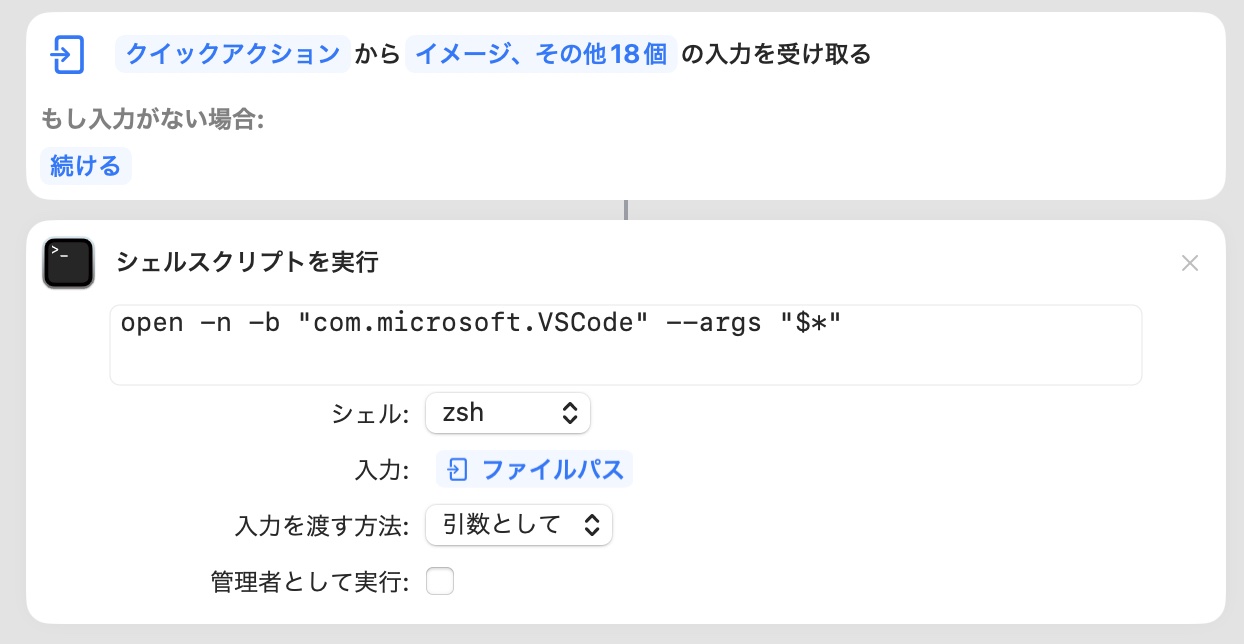 クイックアクション から イメージ、その他18個 の入力を受け取る
もし入力がない場合:
続ける
>_
シェルスクリプトを実行
open -n -b "com.microsoft.VSCode" --args "$*"
シェル: zsh
入力: ファイルパス
入力を渡す方法: 引数として
管理者として実行: